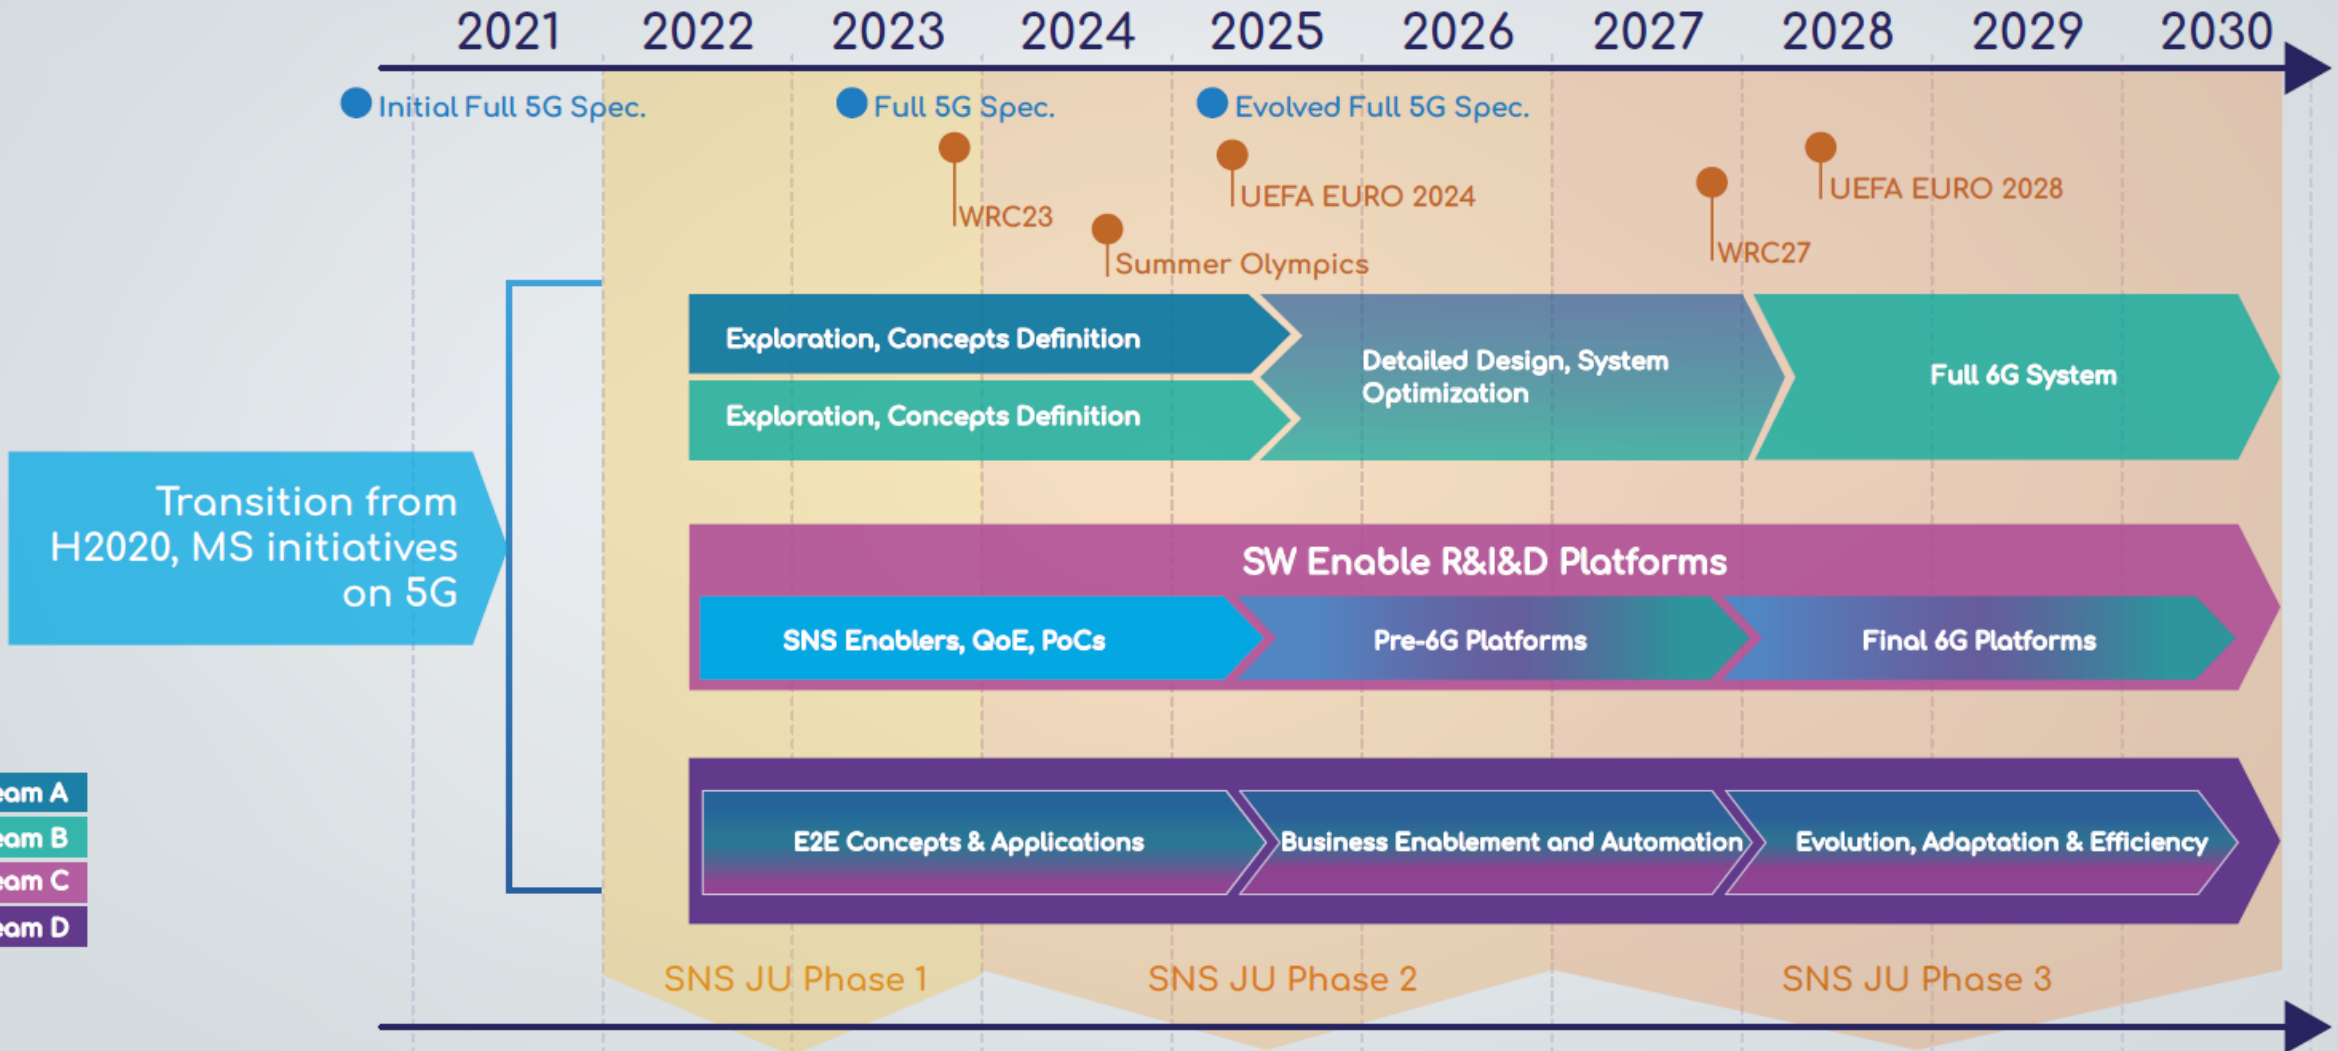 2021 2022 2023 2024 2025 2026 2027 2028 2029 2030
Initial Full 5G Spec. Full 5G Spec. Evolved Full 5G Spec.
UEFA EURO 2024 UEFA EURO 2028
WRC23
WRC27
Summer Olympics
Exploration, Concepts Definition
Exploration, Concepts Definition
Detailed Design, System
Optimization
Full 6G System
Transition from
H2020, MS initiatives
on 5G
SW Enable R&I&D Platforms
SNS Enablers, QoE, PoCs Pre-6G Platforms Final 6G Platforms
eam A
eam B
eam C
eam D
E2E Concepts & Applications Business Enablement and Automation Evolution, Adaptation & Efficiency
SNS JU Phase 1 SNS JU Phase 2 SNS JU Phase 3